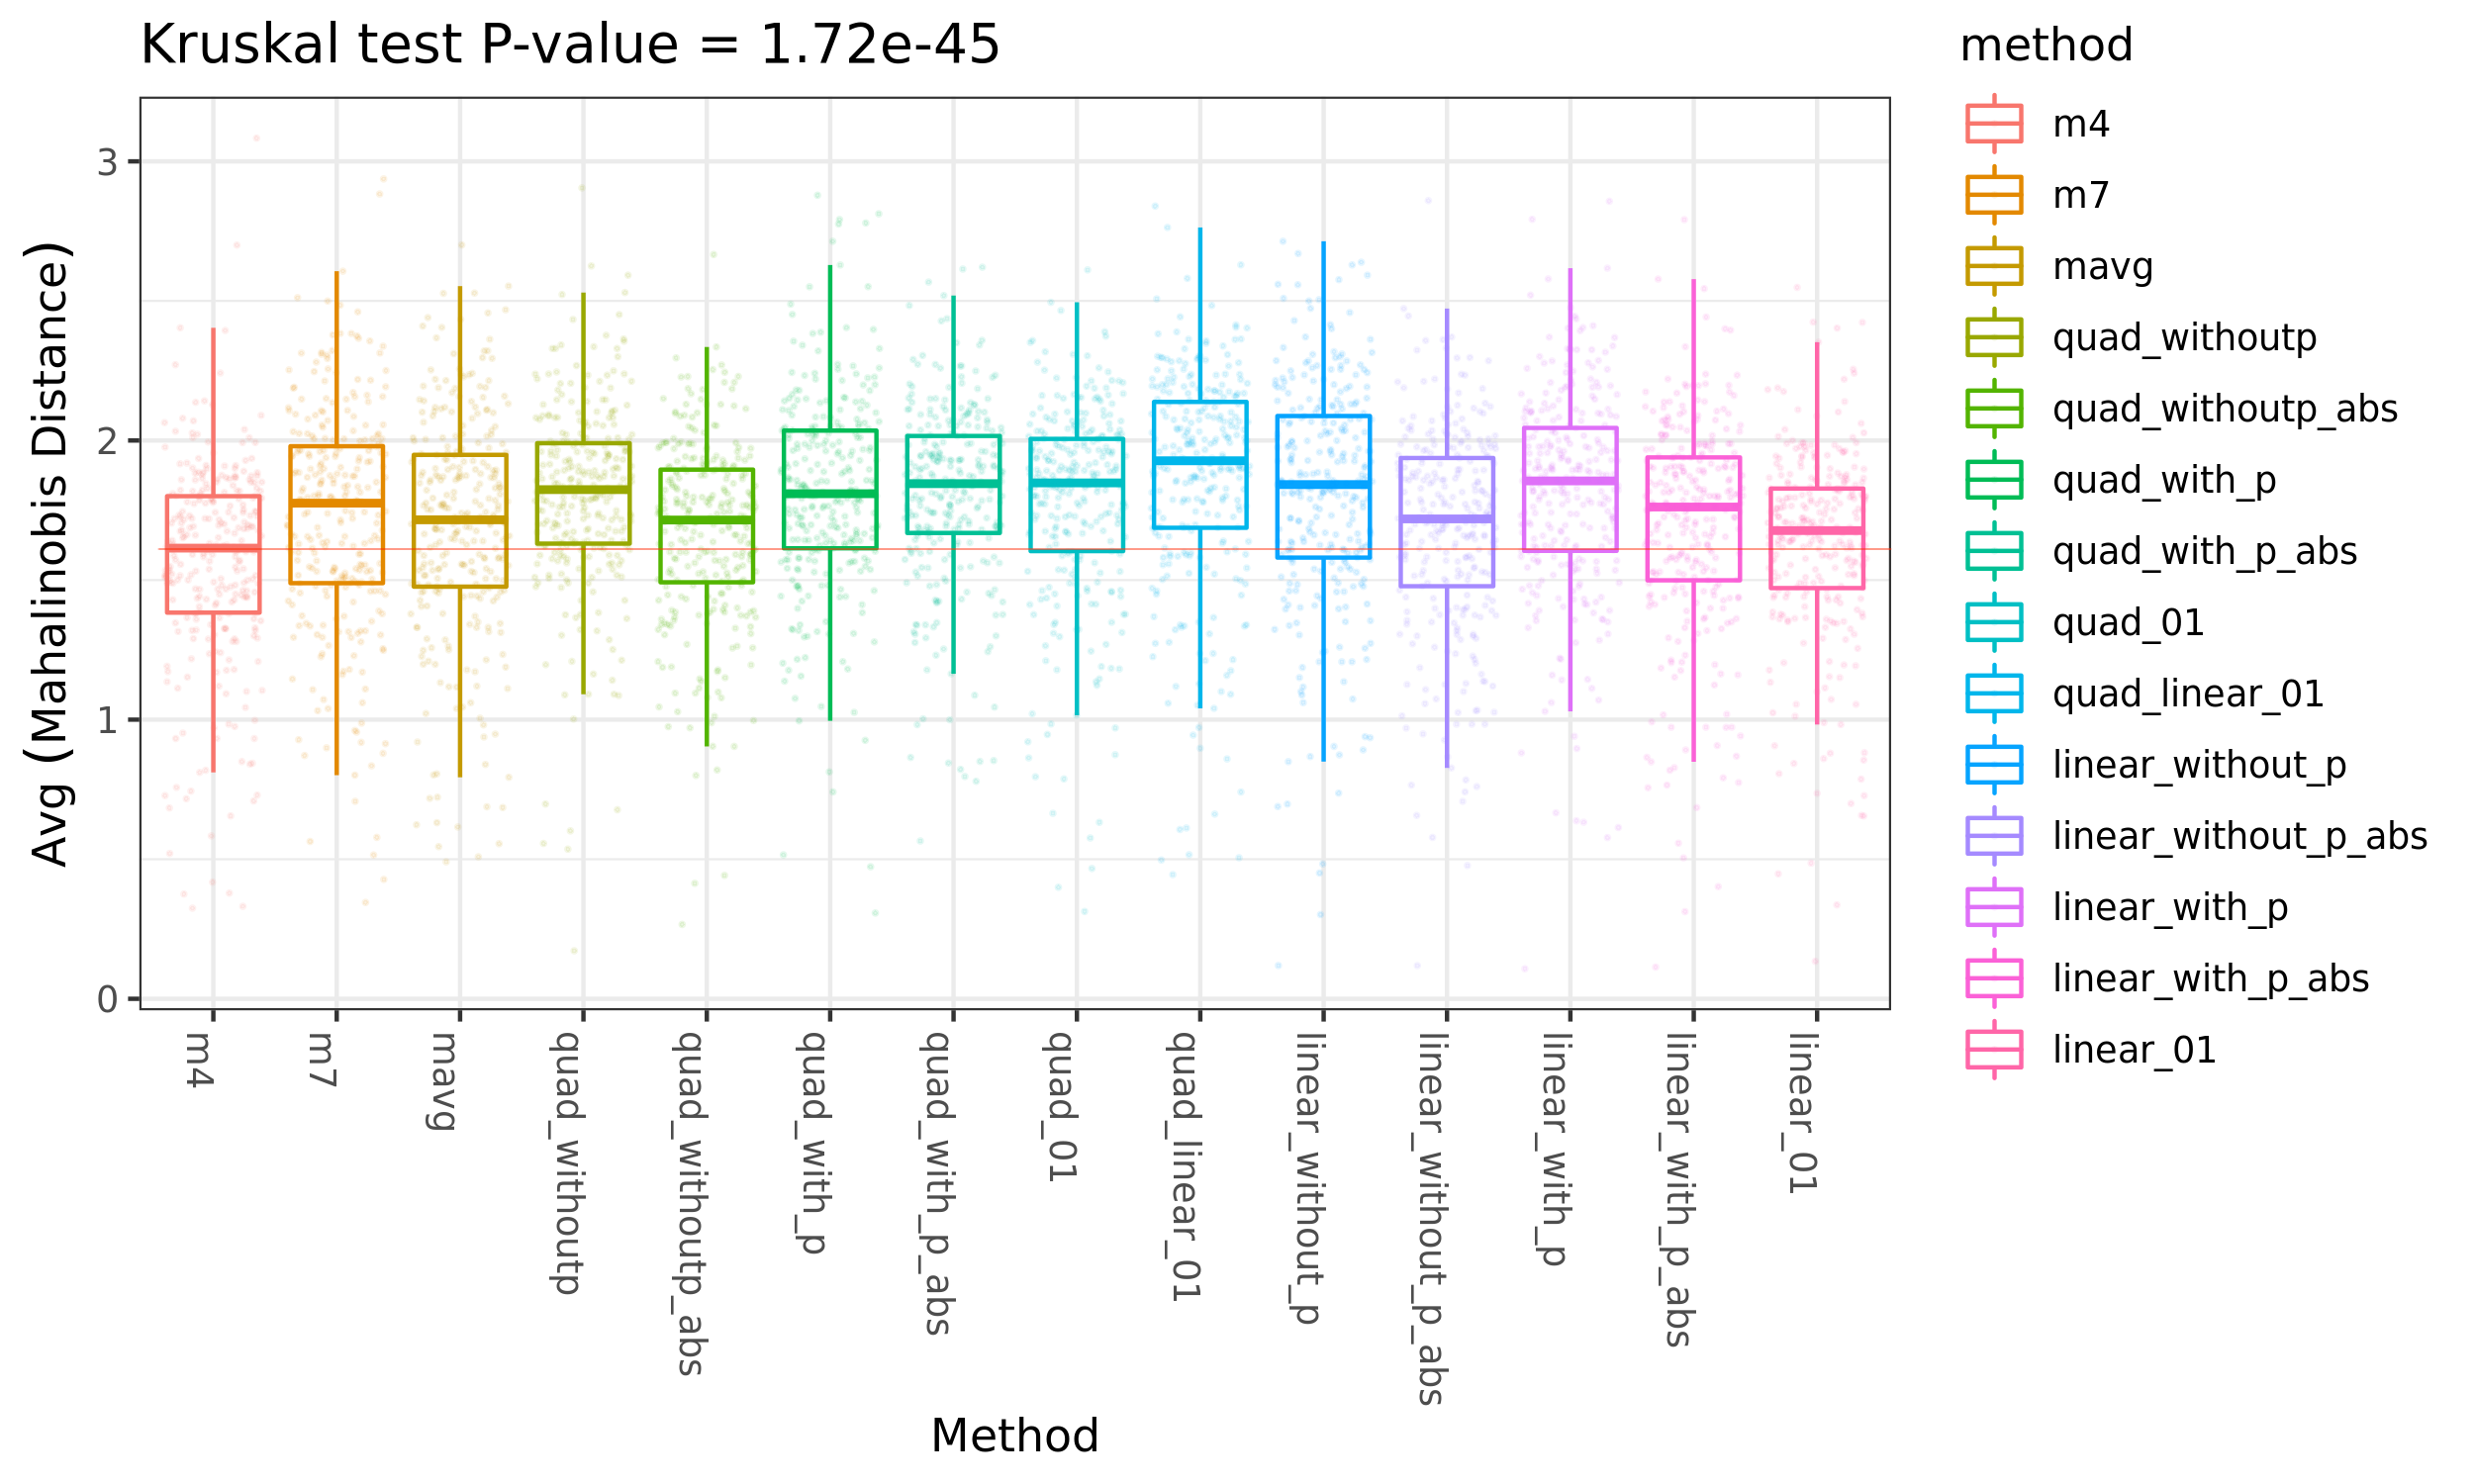 Kruskal test P-value = 1.72e-45
Avg (Mahalinobis Distance)
3
2
1
0
m4
m7
mavg
quad_withoutp
quad_withoutp_abs
quad_with_p
quad_with_p_abs
quad_01
quad_linear_01
linear_without_p
linear_without_p_abs
linear_with_p
linear_with_p_abs
linear_01
Method
method
m4
m7
mavg
quad_withoutp
quad_withoutp_abs
quad_with_p
quad_with_p_abs
quad_01
quad_linear_01
linear_without_p
linear_without_p_abs
linear_with_p
linear_with_p_abs
linear_01